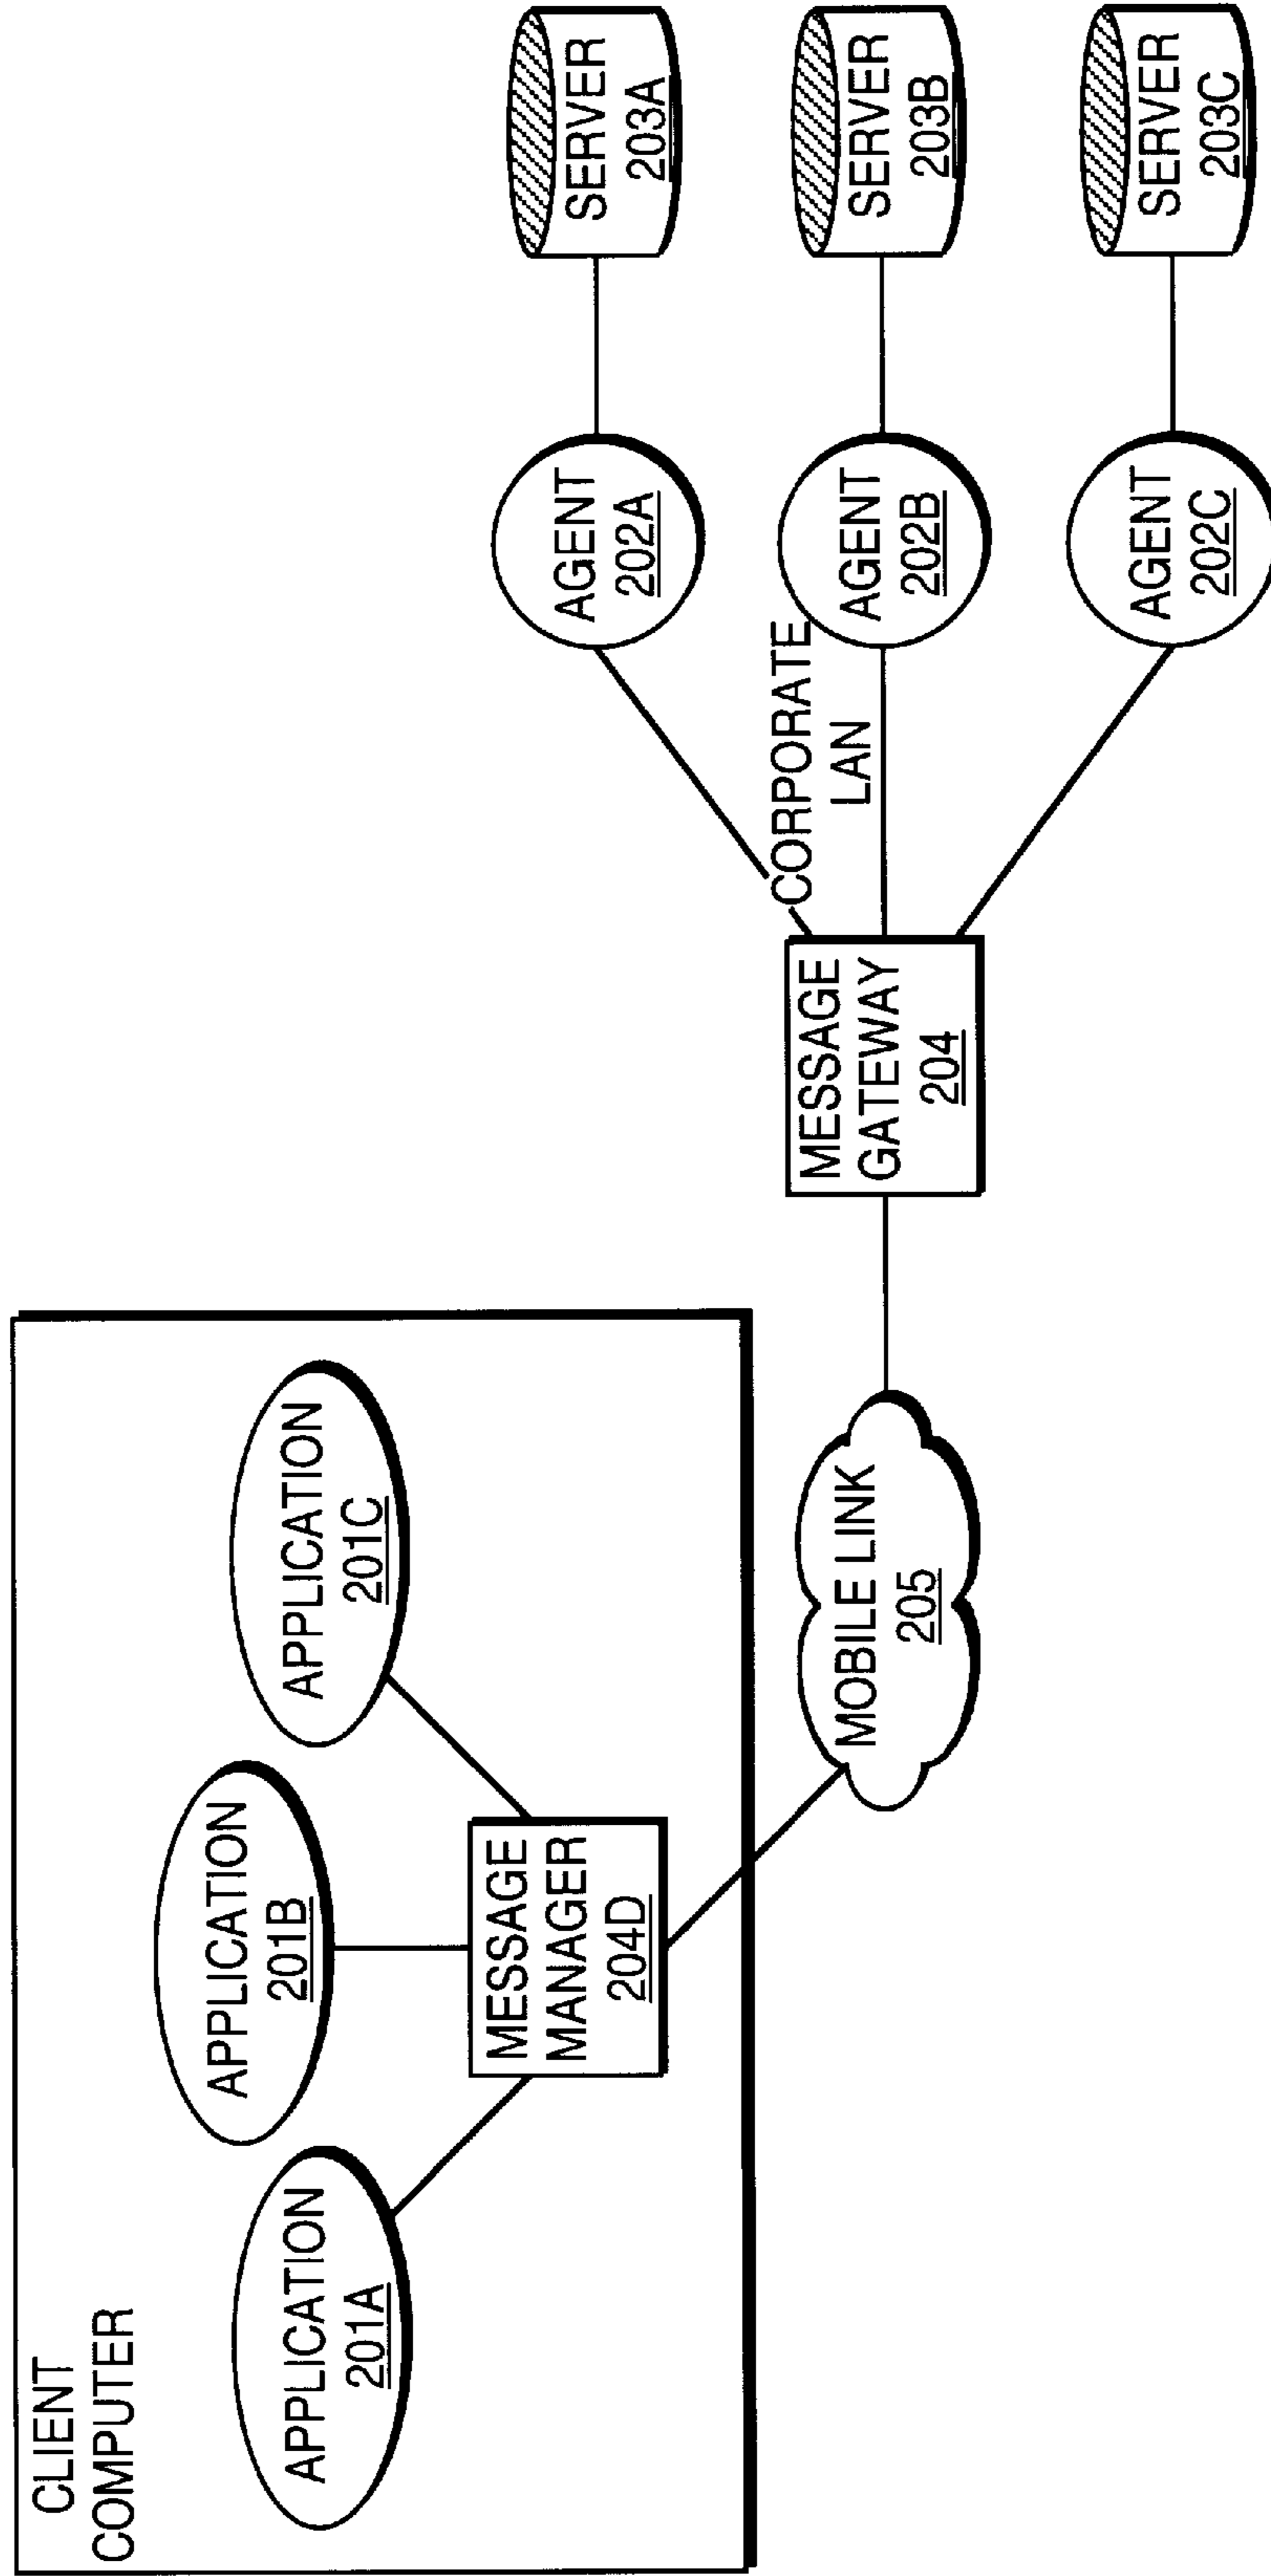 CLIENT
COMPUTER
APPLICATION
201A
APPLICATION
201B
APPLICATION
201C
MESSAGE
MANAGER
204D
MOBILE LINK
205
MESSAGE
GATEWAY
204
CORPORATE
LAN
AGENT
202A
AGENT
202B
AGENT
202C
SERVER
203A
SERVER
203B
SERVER
203C